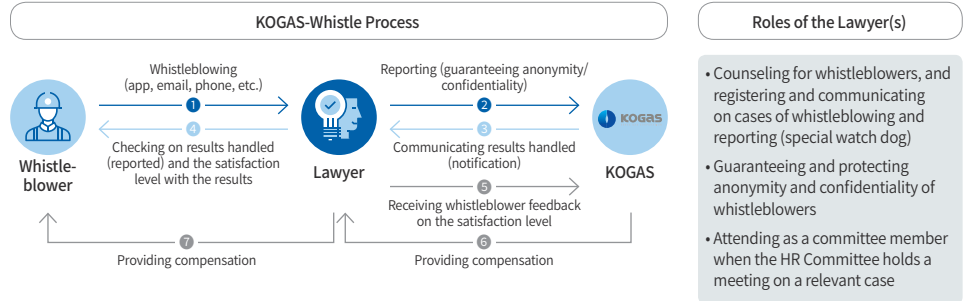 KOGAS-Whistle Process
Roles of the Lawyer(s)
Whistleblowing
(app, email, phone, etc.)
1
4
Checking on results handled
(reported) and the satisfaction
level with the results
Whistle-
blower
Lawyer
Reporting (guaranteeing anonymity/
confidentiality)
2
3
Communicating results handled
(notification)
5
Receiving whistleblower feedback
on the satisfaction level
KOGAS
KOGAS
7
Providing compensation
6
Providing compensation
• Counseling for whistleblowers, and
registering and communicating
on cases of whistleblowing and
reporting (special watch dog)
• Guaranteeing and protecting
anonymity and confidentiality of
whistleblowers
• Attending as a committee member
when the HR Committee holds a
meeting on a relevant case